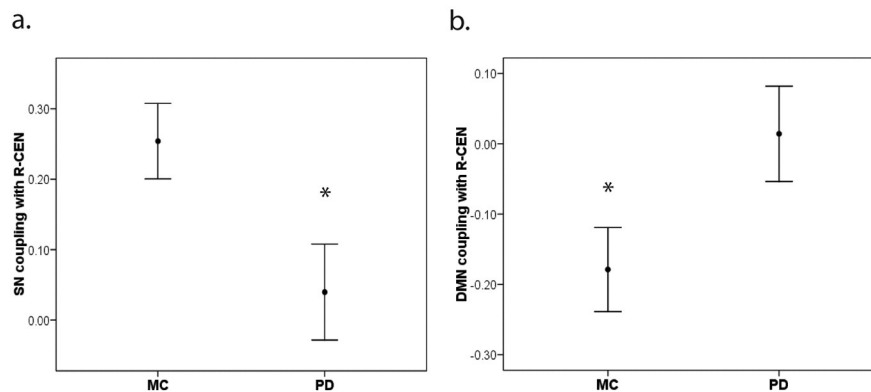 a.
SN coupling with R-CEN
0.30
0.20
0.10
0.00
*
MC PD
b.
DMN coupling with R-CEN
0.10
0.00
-0.10
-0.20
-0.30
*
MC PD